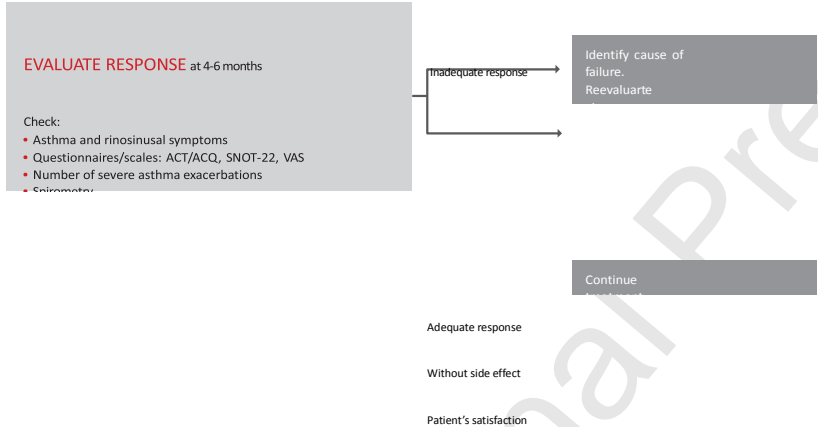 EVALUATE RESPONSE at 4-6 months
Check:
• Asthma and rinosinusal symptoms
• Questionnaires/scales: ACT/ACQ, SNOT-22, VAS
• Number of severe asthma exacerbations
• Spirometry
Inadequate response
Identify cause of
failure.
Reevaluarte
Continue
Adequate response
Without side effect
Patient's satisfaction